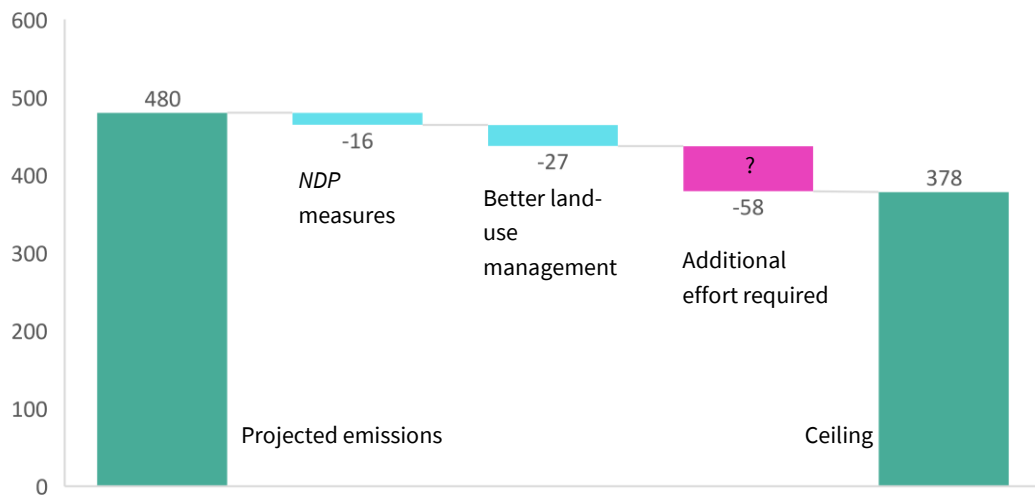 600
500
400
300
200
100
0
480
-16
-27
?
-58
378
NDP
measures
Better land-
use
management
Additional
effort required
Projected emissions
Ceiling